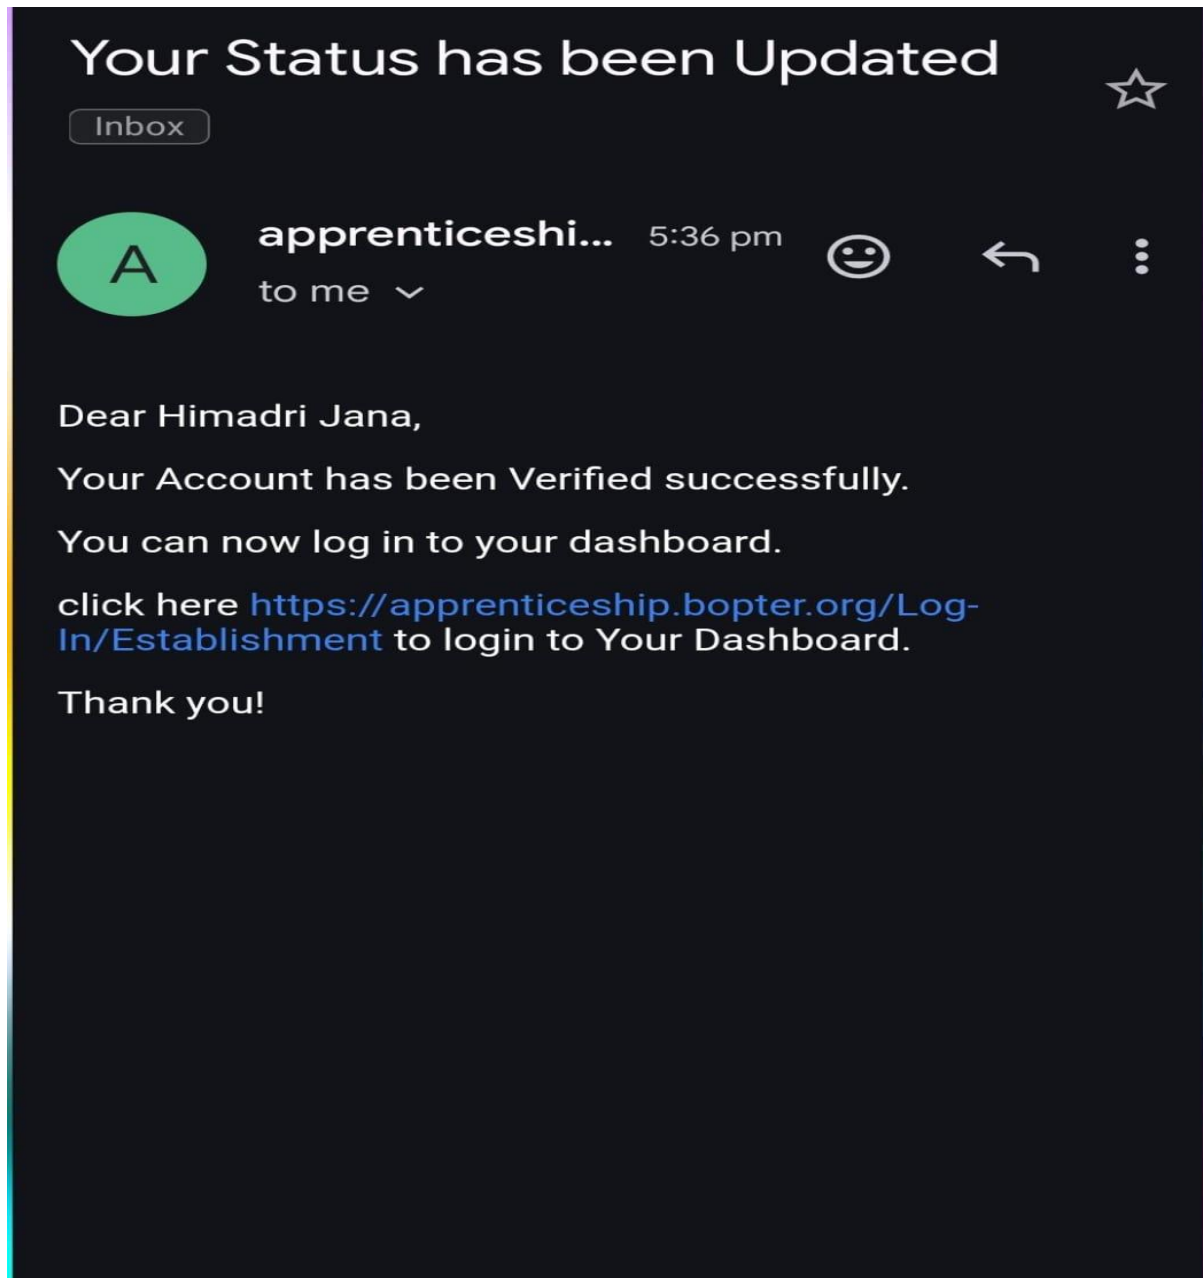 Your Status has been Updated
Inbox
A
apprenticeshi... 5:36 pm
to me
Dear Himadri Jana,
Your Account has been Verified successfully.
You can now log in to your dashboard.
click here https://apprenticeship.bopter.org/Log-
In/Establishment to login to Your Dashboard.
Thank you!